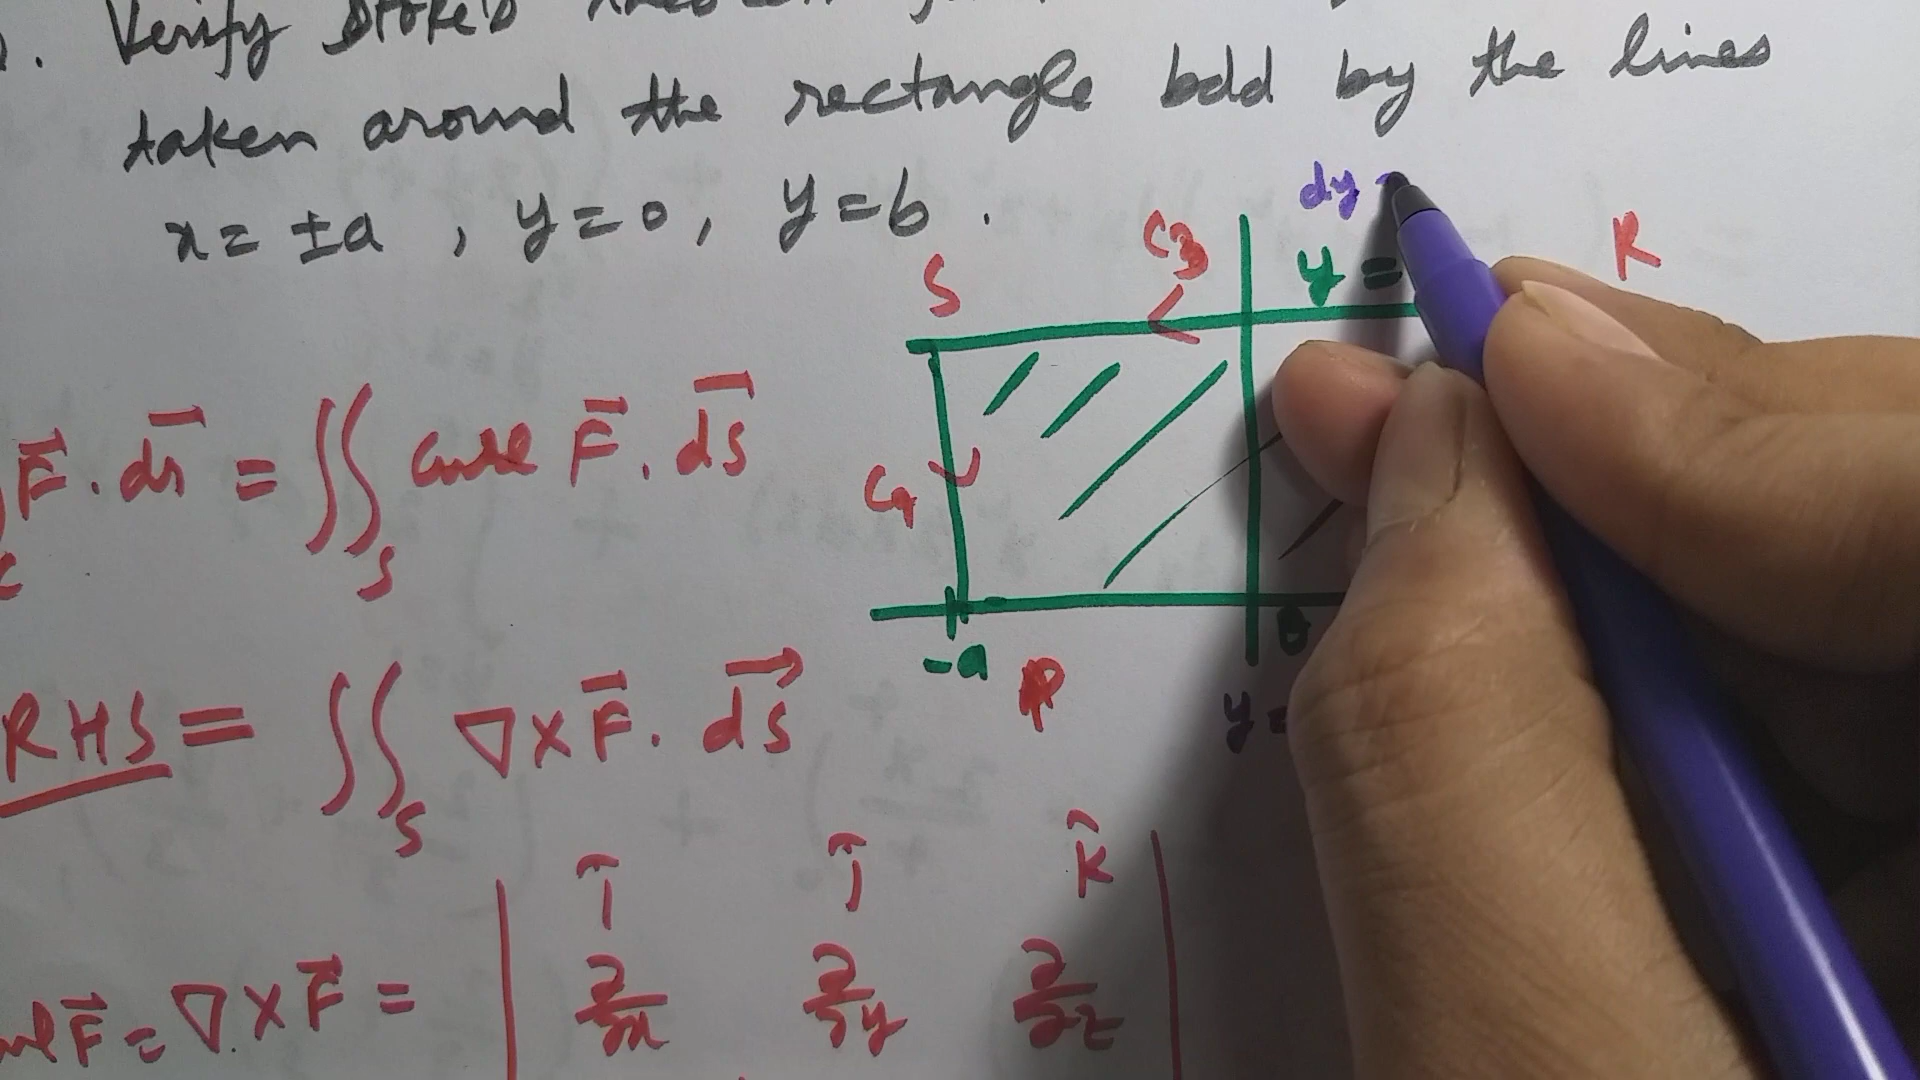 Verify Stoke's
taken around the rectangle bdd by the lines
x = ±a , y = 0, y = b .
dy
C3
y =
R
S
F . dr = ∬S Curl F . ds
C
C4
-a
0
P
y =
RHS = ∬S ∇ x F . ds
î ĵ k̂
F = ∇ x F = | ∂/∂x ∂/∂y ∂/∂z |